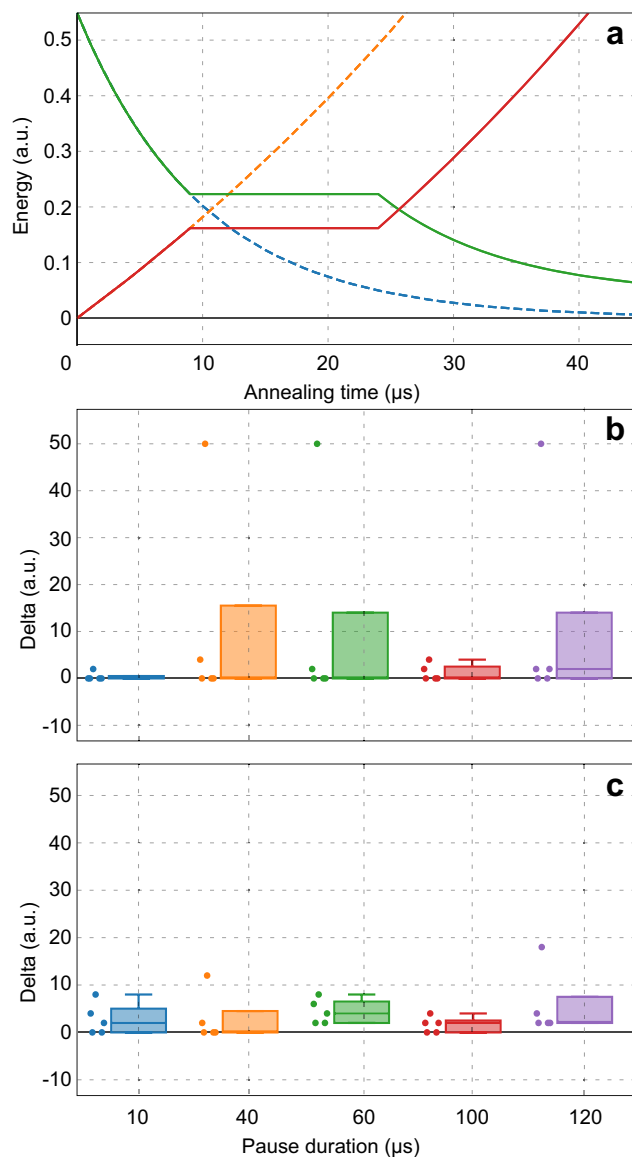 a
0.5
0.4
0.3
0.2
0.1
0
Energy (a.u.)
0 10 20 30 40
Annealing time (μs)
b
50
40
30
20
10
0
-10
Delta (a.u.)
c
50
40
30
20
10
0
-10
Delta (a.u.)
10 40 60 100 120
Pause duration (μs)